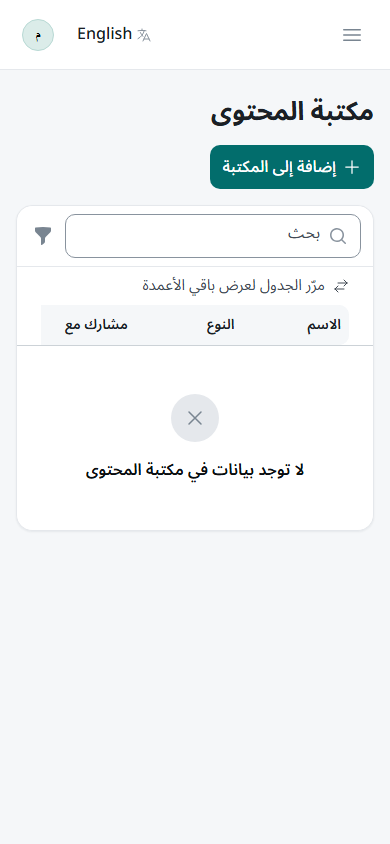 English
م
مكتبة المحتوى
إضافة إلى المكتبة
بحث
مرّر الجدول لعرض باقي الأعمدة
الاسم النوع مشارك مع
لا توجد بيانات في مكتبة المحتوى